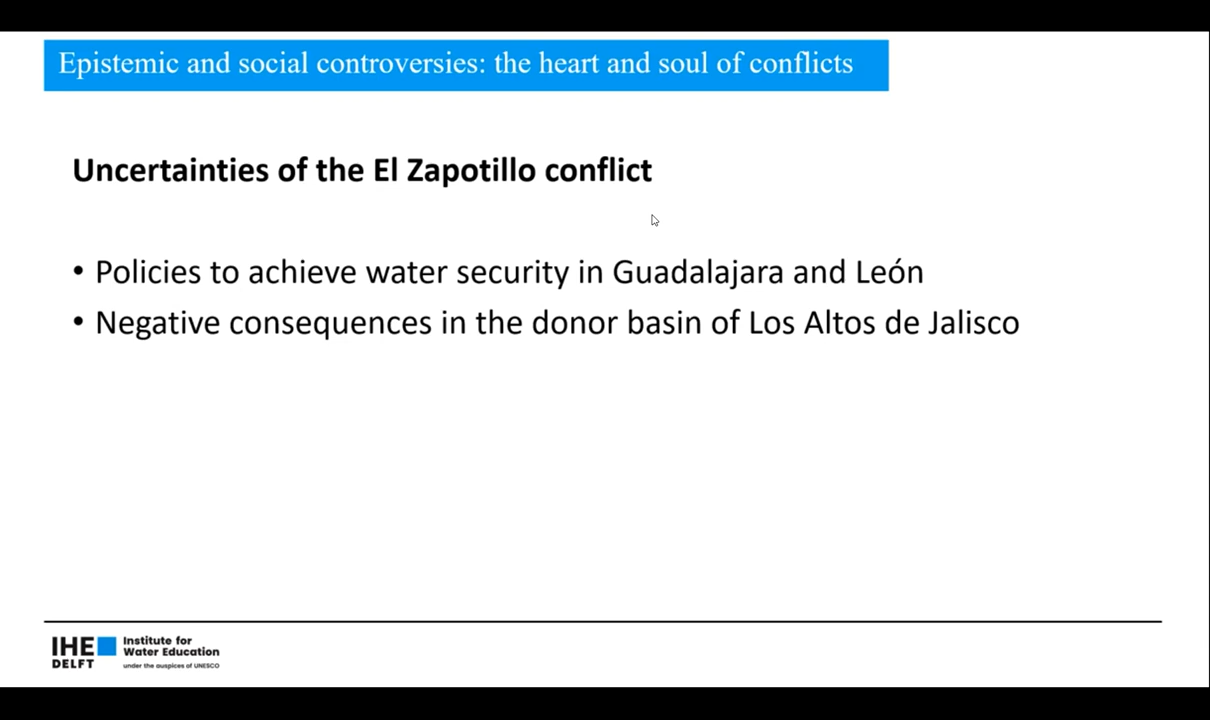 Epistemic and social controversies: the heart and soul of conflicts
Uncertainties of the El Zapotillo conflict
• Policies to achieve water security in Guadalajara and León
• Negative consequences in the donor basin of Los Altos de Jalisco
IHE
DELFT
Institute for
Water Education
under the auspices of UNESCO